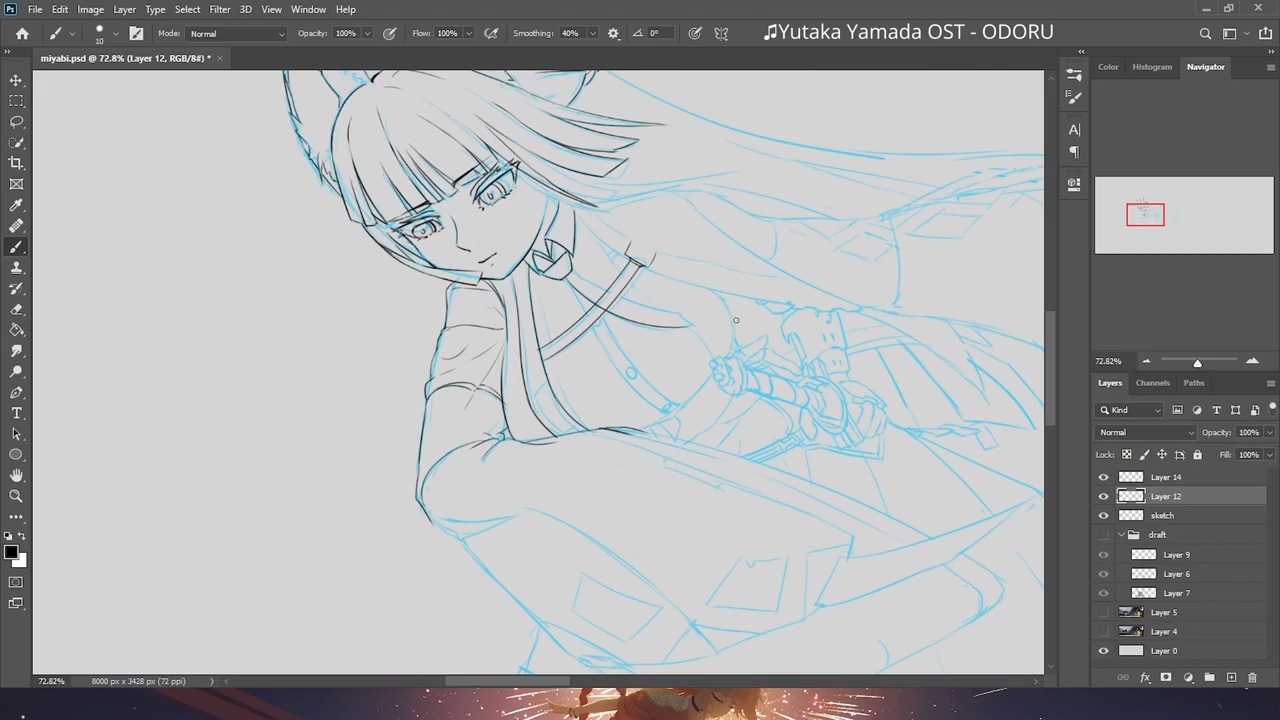 Ps File Edit Image Layer Type Select Filter 3D View Window Help
10 Mode: Normal Opacity: 100% Flow: 100% Smoothing: 40% 0°
♫Yutaka Yamada OST - ODORU
miyabi.psd @ 72.8% (Layer 12, RGB/8#) * ×
Color Histogram Navigator
72.82%
Layers Channels Paths
Kind
Normal Opacity: 100%
Lock: Fill: 100%
Layer 14
Layer 12
sketch
draft
Layer 9
Layer 6
Layer 7
Layer 5
Layer 4
Layer 0
72.82% 8000 px x 3428 px (72 ppi)